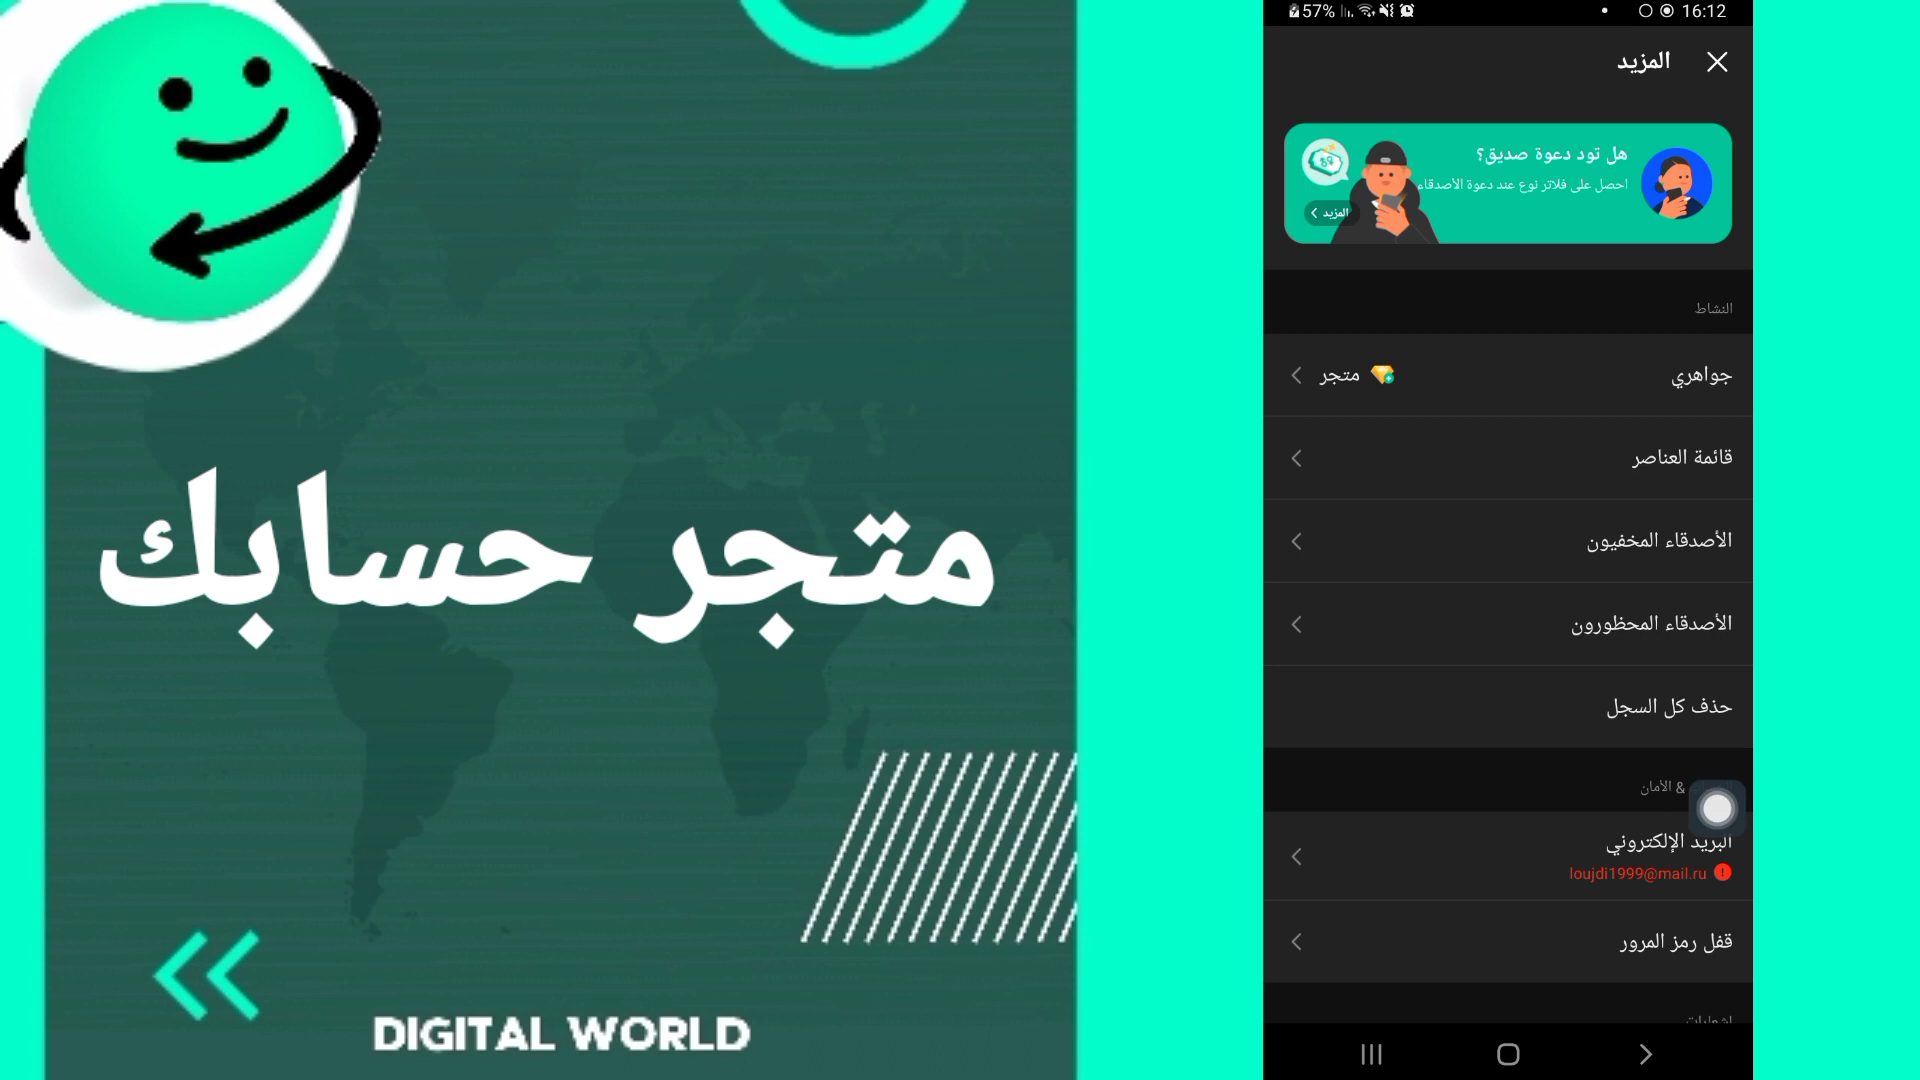 متجر حسابك
DIGITAL WORLD
57%
16:12
المزيد
هل تود دعوة صديق؟
احصل على فلاتر نوع عند دعوة الأصدقاء
المزيد
النشاط
جواهري
متجر
قائمة العناصر
الأصدقاء المخفيون
الأصدقاء المحظورون
حذف كل السجل
& الأمان
البريد الإلكتروني
loujdi1999@mail.ru
قفل رمز المرور